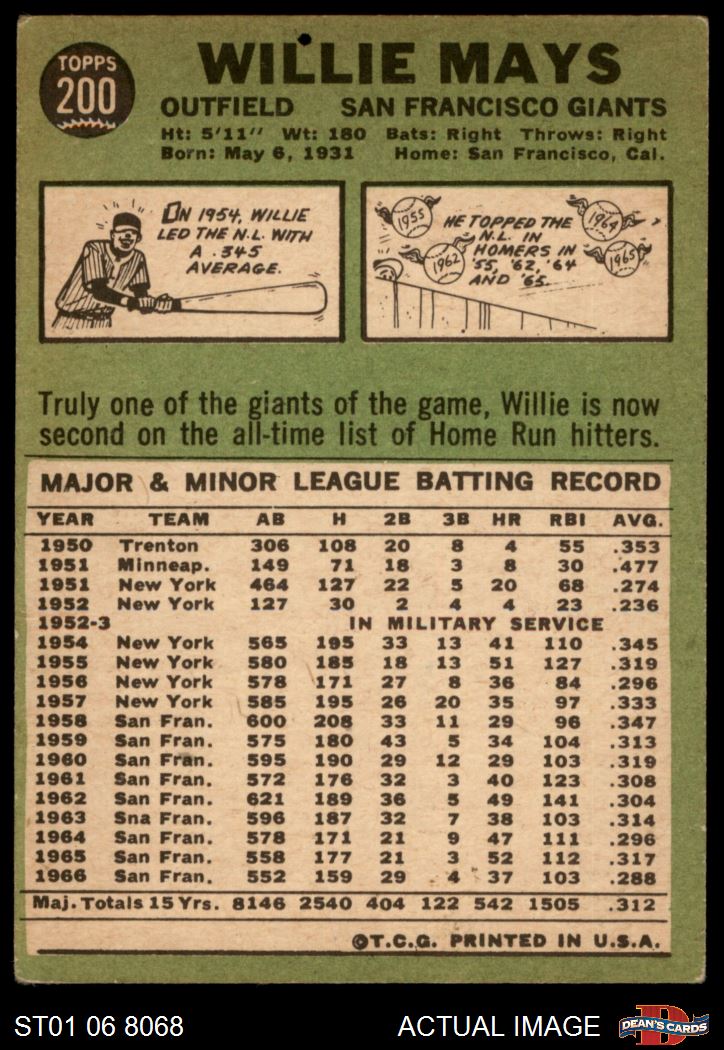 TOPPS
200
WILLIE MAYS
OUTFIELD SAN FRANCISCO GIANTS
Ht: 5'11" Wt: 180 Bats: Right Throws: Right
Born: May 6, 1931 Home: San Francisco, Cal.
IN 1954, WILLIE
LED THE N.L. WITH
A .345
AVERAGE.
1955
1964
1962
1965
HE TOPPED THE
N.L. IN
HOMERS IN
'55, '62, '64
AND '65.
Truly one of the giants of the game, Willie is now
second on the all-time list of Home Run hitters.
MAJOR & MINOR LEAGUE BATTING RECORD
YEAR TEAM AB H 2B 3B HR RBI AVG.
1950 Trenton 306 108 20 8 4 55 .353
1951 Minneap. 149 71 18 3 8 30 .477
1951 New York 464 127 22 5 20 68 .274
1952 New York 127 30 2 4 4 23 .236
1952-3 IN MILITARY SERVICE
1954 New York 565 195 33 13 41 110 .345
1955 New York 580 185 18 13 51 127 .319
1956 New York 578 171 27 8 36 84 .296
1957 New York 585 195 26 20 35 97 .333
1958 San Fran. 600 208 33 11 29 96 .347
1959 San Fran. 575 180 43 5 34 104 .313
1960 San Fran. 595 190 29 12 29 103 .319
1961 San Fran. 572 176 32 3 40 123 .308
1962 San Fran. 621 189 36 5 49 141 .304
1963 Sna Fran. 596 187 32 7 38 103 .314
1964 San Fran. 578 171 21 9 47 111 .296
1965 San Fran. 558 177 21 3 52 112 .317
1966 San Fran. 552 159 29 4 37 103 .288
Maj. Totals 15 Yrs. 8146 2540 404 122 542 1505 .312
©T.C.G. PRINTED IN U.S.A.
ST01 06 8068 ACTUAL IMAGE
D
DEAN'S CARDS